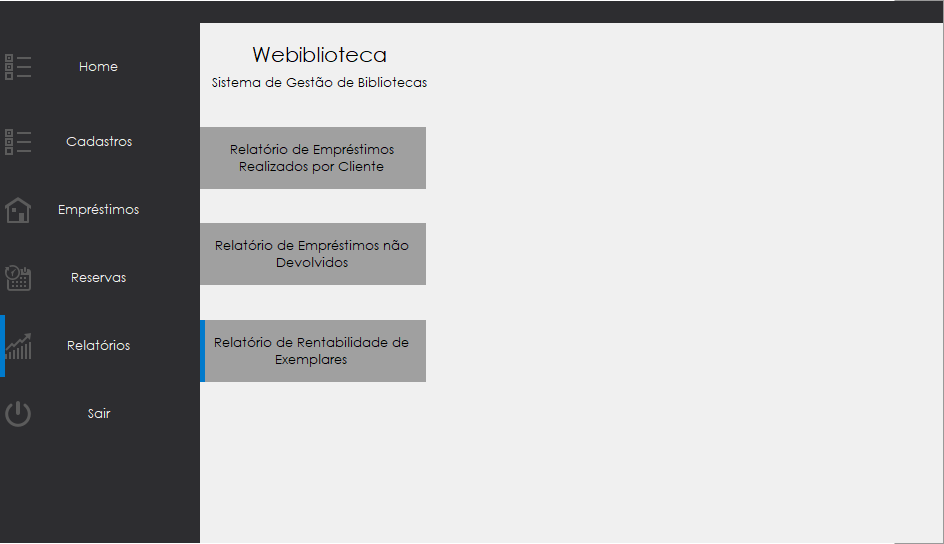 Home
Cadastros
Empréstimos
Reservas
Relatórios
Sair
Webiblioteca
Sistema de Gestão de Bibliotecas
Relatório de Empréstimos
Realizados por Cliente
Relatório de Empréstimos não
Devolvidos
Relatório de Rentabilidade de
Exemplares